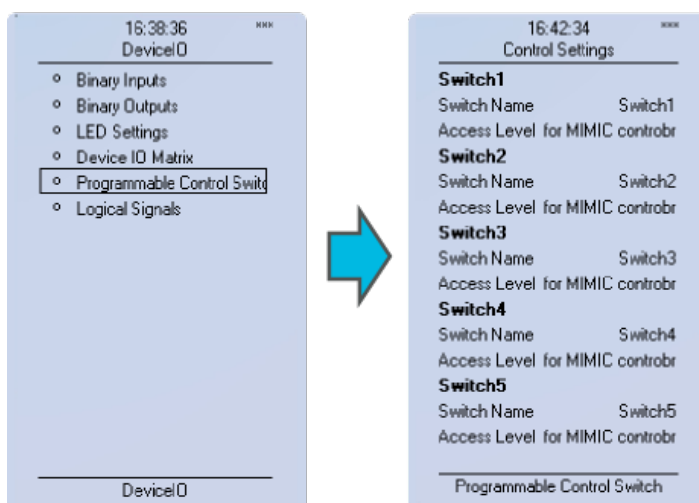 16:38:36
DeviceIO
Binary Inputs
Binary Outputs
LED Settings
Device IO Matrix
Programmable Control Switc
Logical Signals
DeviceIO
16:42:34
Control Settings
Switch1
Switch Name Switch1
Access Level for MIMIC controbr
Switch2
Switch Name Switch2
Access Level for MIMIC controbr
Switch3
Switch Name Switch3
Access Level for MIMIC controbr
Switch4
Switch Name Switch4
Access Level for MIMIC controbr
Switch5
Switch Name Switch5
Access Level for MIMIC controbr
Programmable Control Switch